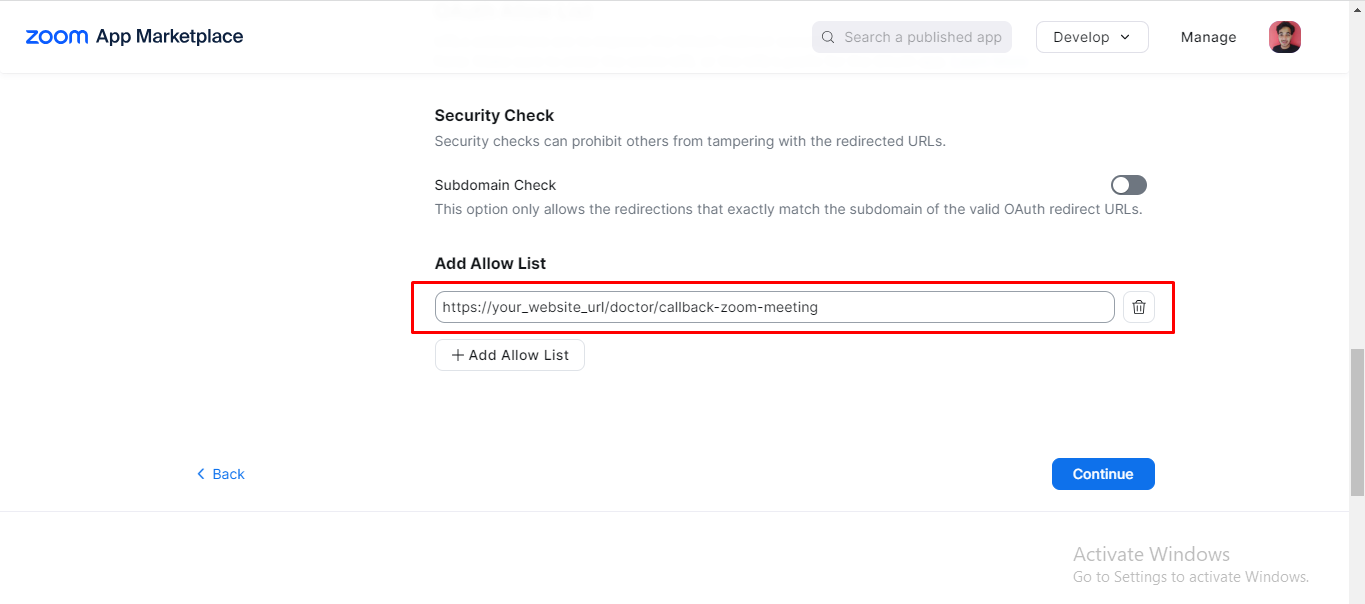 zoom App Marketplace
Search a published app
Develop
Manage
Security Check
Security checks can prohibit others from tampering with the redirected URLs.
Subdomain Check
This option only allows the redirections that exactly match the subdomain of the valid OAuth redirect URLs.
Add Allow List
https://your_website_url/doctor/callback-zoom-meeting
+ Add Allow List
< Back
Continue
Activate Windows
Go to Settings to activate Windows.